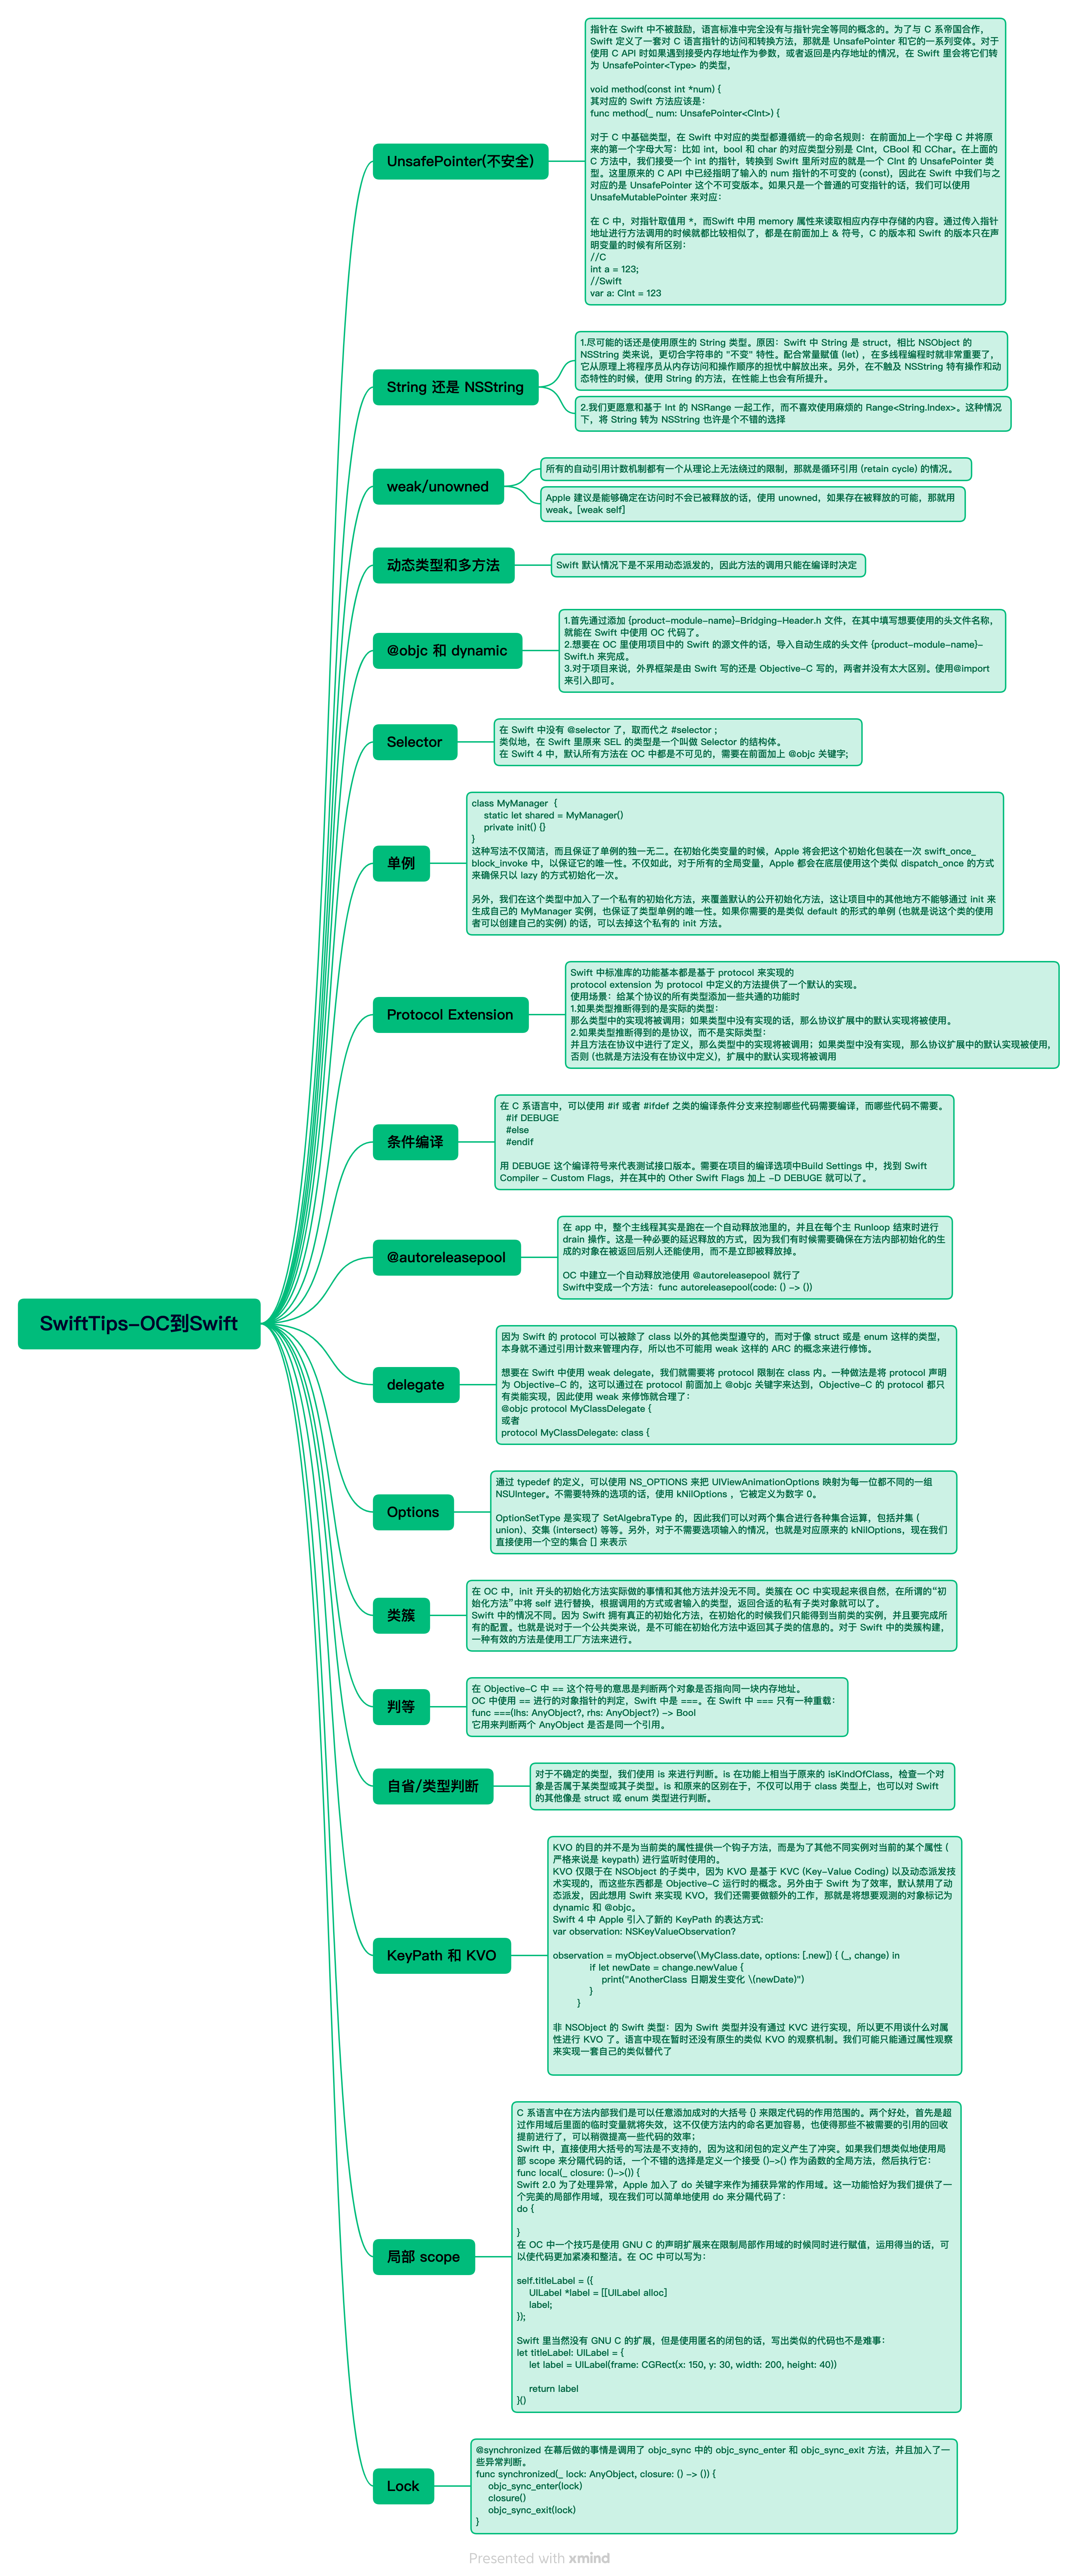 SwiftTips-OC到Swift
UnsafePointer(不安全)
指针在 Swift 中不被鼓励，语言标准中完全没有与指针完全等同的概念的。为了与 C 系帝国合作，
Swift 定义了一套对 C 语言指针的访问和转换方法，那就是 UnsafePointer 和它的一系列变体。对于
使用 C API 时如果遇到接受内存地址作为参数，或者返回是内存地址的情况，在 Swift 里会将它们转
为 UnsafePointer<Type> 的类型，
void method(const int *num) {
其对应的 Swift 方法应该是：
func method(_ num: UnsafePointer<CInt>) {
对于 C 中基础类型，在 Swift 中对应的类型都遵循统一的命名规则：在前面加上一个字母 C 并将原
来的第一个字母大写：比如 int，bool 和 char 的对应类型分别是 CInt，CBool 和 CChar。在上面的
C 方法中，我们接受一个 int 的指针，转换到 Swift 里所对应的就是一个 CInt 的 UnsafePointer 类
型。这里原来的 C API 中已经指明了输入的 num 指针的不可变的 (const)，因此在 Swift 中我们与之
对应的是 UnsafePointer 这个不可变版本。如果只是一个普通的可变指针的话，我们可以使用
UnsafeMutablePointer 来对应：
在 C 中，对指针取值用 *，而Swift 中用 memory 属性来读取相应内存中存储的内容。通过传入指针
地址进行方法调用的时候就都比较相似了，都是在前面加上 & 符号，C 的版本和 Swift 的版本只在声
明变量的时候有所区别：
//C
int a = 123;
//Swift
var a: CInt = 123
String 还是 NSString
1.尽可能的话还是使用原生的 String 类型。原因：Swift 中 String 是 struct，相比 NSObject 的
NSString 类来说，更切合字符串的 "不变" 特性。配合常量赋值 (let) ，在多线程编程时就非常重要了，
它从原理上将程序员从内存访问和操作顺序的担忧中解放出来。另外，在不触及 NSString 特有操作和动
态特性的时候，使用 String 的方法，在性能上也会有所提升。
2.我们更愿意和基于 Int 的 NSRange 一起工作，而不喜欢使用麻烦的 Range<String.Index>。这种情况
下，将 String 转为 NSString 也许是个不错的选择
weak/unowned
所有的自动引用计数机制都有一个从理论上无法绕过的限制，那就是循环引用 (retain cycle) 的情况。
Apple 建议是能够确定在访问时不会已被释放的话，使用 unowned，如果存在被释放的可能，那就用
weak。[weak self]
动态类型和多方法
Swift 默认情况下是不采用动态派发的，因此方法的调用只能在编译时决定
@objc 和 dynamic
1.首先通过添加 {product-module-name}-Bridging-Header.h 文件，在其中填写想要使用的头文件名称，
就能在 Swift 中使用 OC 代码了。
2.想要在 OC 里使用项目中的 Swift 的源文件的话，导入自动生成的头文件 {product-module-name}-
Swift.h 来完成。
3.对于项目来说，外界框架是由 Swift 写的还是 Objective-C 写的，两者并没有太大区别。使用@import
来引入即可。
Selector
在 Swift 中没有 @selector 了，取而代之 #selector；
类似地，在 Swift 里原来 SEL 的类型是一个叫做 Selector 的结构体。
在 Swift 4 中，默认所有方法在 OC 中都是不可见的，需要在前面加上 @objc 关键字；
单例
class MyManager  {
static let shared = MyManager()
private init() {}
}
这种写法不仅简洁，而且保证了单例的独一无二。在初始化类变量的时候，Apple 将会把这个初始化包装在一次 swift_once_
block_invoke 中，以保证它的唯一性。不仅如此，对于所有的全局变量，Apple 都会在底层使用这个类似 dispatch_once 的方式
来确保只以 lazy 的方式初始化一次。
另外，我们在这个类型中加入了一个私有的初始化方法，来覆盖默认的公开初始化方法，这让项目中的其他地方不能够通过 init 来
生成自己的 MyManager 实例，也保证了类型单例的唯一性。如果你需要的是类似 default 的形式的单例 (也就是说这个类的使用
者可以创建自己的实例) 的话，可以去掉这个私有的 init 方法。
Protocol Extension
Swift 中标准库的功能基本都是基于 protocol 来实现的
protocol extension 为 protocol 中定义的方法提供了一个默认的实现。
使用场景：给某个协议的所有类型添加一些共通的功能时
1.如果类型推断得到的是实际的类型：
那么类型中的实现将被调用；如果类型中没有实现的话，那么协议扩展中的默认实现将被使用。
2.如果类型推断得到的是协议，而不是实际类型：
并且方法在协议中进行了定义，那么类型中的实现将被调用；如果类型中没有实现，那么协议扩展中的默认实现被使用，
否则 (也就是方法没有在协议中定义)，扩展中的默认实现将被调用
条件编译
在 C 系语言中，可以使用 #if 或者 #ifdef 之类的编译条件分支来控制哪些代码需要编译，而哪些代码不需要。
#if DEBUGE
#else
#endif
用 DEBUGE 这个编译符号来代表测试接口版本。需要在项目的编译选项中Build Settings 中，找到 Swift
Compiler - Custom Flags，并在其中的 Other Swift Flags 加上 -D DEBUGE 就可以了。
@autoreleasepool
在 app 中，整个主线程其实是跑在一个自动释放池里的，并且在每个主 Runloop 结束时进行
drain 操作。这是一种必要的延迟释放的方式，因为我们有时候需要确保在方法内部初始化的生
成的对象在被返回后别人还能使用，而不是立即被释放掉。
OC 中建立一个自动释放池使用 @autoreleasepool 就行了
Swift中变成一个方法：func autoreleasepool(code: () -> ())
delegate
因为 Swift 的 protocol 可以被除了 class 以外的其他类型遵守的，而对于像 struct 或是 enum 这样的类型，
本身就不通过引用计数来管理内存，所以也不可能用 weak 这样的 ARC 的概念来进行修饰。
想要在 Swift 中使用 weak delegate，我们就需要将 protocol 限制在 class 内。一种做法是将 protocol 声明
为 Objective-C 的，这可以通过在 protocol 前面加上 @objc 关键字来达到，Objective-C 的 protocol 都只
有类能实现，因此使用 weak 来修饰就合理了：
@objc protocol MyClassDelegate {
或者
protocol MyClassDelegate: class {
Options
通过 typedef 的定义，可以使用 NS_OPTIONS 来把 UIViewAnimationOptions 映射为每一位都不同的一组
NSUInteger。不需要特殊的选项的话，使用 kNilOptions ，它被定义为数字 0。
OptionSetType 是实现了 SetAlgebraType 的，因此我们可以对两个集合进行各种集合运算，包括并集 (
union)、交集 (intersect) 等等。另外，对于不需要选项输入的情况，也就是对应原来的 kNilOptions，现在我们
直接使用一个空的集合 [] 来表示
类簇
在 OC 中，init 开头的初始化方法实际做的事情和其他方法并没无不同。类簇在 OC 中实现起来很自然，在所谓的“初
始化方法”中将 self 进行替换，根据调用的方式或者输入的类型，返回合适的私有子类对象就可以了。
Swift 中的情况不同。因为 Swift 拥有真正的初始化方法，在初始化的时候我们只能得到当前类的实例，并且要完成所
有的配置。也就是说对于一个公共类来说，是不可能在初始化方法中返回其子类的信息的。对于 Swift 中的类簇构建，
一种有效的方法是使用工厂方法来进行。
判等
在 Objective-C 中 == 这个符号的意思是判断两个对象是否指向同一块内存地址。
OC 中使用 == 进行的对象指针的判定，Swift 中是 ===。在 Swift 中 === 只有一种重载：
func ===(lhs: AnyObject?, rhs: AnyObject?) -> Bool
它用来判断两个 AnyObject 是否是同一个引用。
自省/类型判断
对于不确定的类型，我们使用 is 来进行判断。is 在功能上相当于原来的 isKindOfClass，检查一个对
象是否属于某类型或其子类型。is 和原来的区别在于，不仅可以用于 class 类型上，也可以对 Swift
的其他像是 struct 或 enum 类型进行判断。
KeyPath 和 KVO
KVO 的目的并不是为当前类的属性提供一个钩子方法，而是为了其他不同实例对当前的某个属性 (
严格来说是 keypath) 进行监听时使用的。
KVO 仅限于在 NSObject 的子类中，因为 KVO 是基于 KVC (Key-Value Coding) 以及动态派发技
术实现的，而这些东西都是 Objective-C 运行时的概念。另外由于 Swift 为了效率，默认禁用了动
态派发，因此想用 Swift 来实现 KVO，我们还需要做额外的工作，那就是将想要观测的对象标记为
dynamic 和 @objc。
Swift 4 中 Apple 引入了新的 KeyPath 的表达方式:
var observation: NSKeyValueObservation?
observation = myObject.observe(\MyClass.date, options: [.new]) { (_, change) in
if let newDate = change.newValue {
print("AnotherClass 日期发生变化 \(newDate)")
}
}
非 NSObject 的 Swift 类型：因为 Swift 类型并没有通过 KVC 进行实现，所以更不用谈什么对属
性进行 KVO 了。语言中现在暂时还没有原生的类似 KVO 的观察机制。我们可能只能通过属性观察
来实现一套自己的类似替代了
局部 scope
C 系语言中在方法内部我们是可以任意添加成对的大括号 {} 来限定代码的作用范围的。两个好处，首先是超
过作用域后里面的临时变量就将失效，这不仅使方法内的命名更加容易，也使得那些不被需要的引用的回收
提前进行了，可以稍微提高一些代码的效率；
Swift 中，直接使用大括号的写法是不支持的，因为这和闭包的定义产生了冲突。如果我们想类似地使用局
部 scope 来分隔代码的话，一个不错的选择是定义一个接受 ()->() 作为函数的全局方法，然后执行它：
func local(_ closure: ()->()) {
Swift 2.0 为了处理异常，Apple 加入了 do 关键字来作为捕获异常的作用域。这一功能恰好为我们提供了一
个完美的局部作用域，现在我们可以简单地使用 do 来分隔代码了：
do {
}
在 OC 中一个技巧是使用 GNU C 的声明扩展来在限制局部作用域的时候同时进行赋值，运用得当的话，可
以使代码更加紧凑和整洁。在 OC 中可以写为：
self.titleLabel = ({
UILabel *label = [[UILabel alloc]
label;
});
Swift 里当然没有 GNU C 的扩展，但是使用匿名的闭包的话，写出类似的代码也不是难事：
let titleLabel: UILabel = {
let label = UILabel(frame: CGRect(x: 150, y: 30, width: 200, height: 40))
return label
}()
Lock
@synchronized 在幕后做的事情是调用了 objc_sync 中的 objc_sync_enter 和 objc_sync_exit 方法，并且加入了一
些异常判断。
func synchronized(_ lock: AnyObject, closure: () -> ()) {
objc_sync_enter(lock)
closure()
objc_sync_exit(lock)
}
Presented with xmind